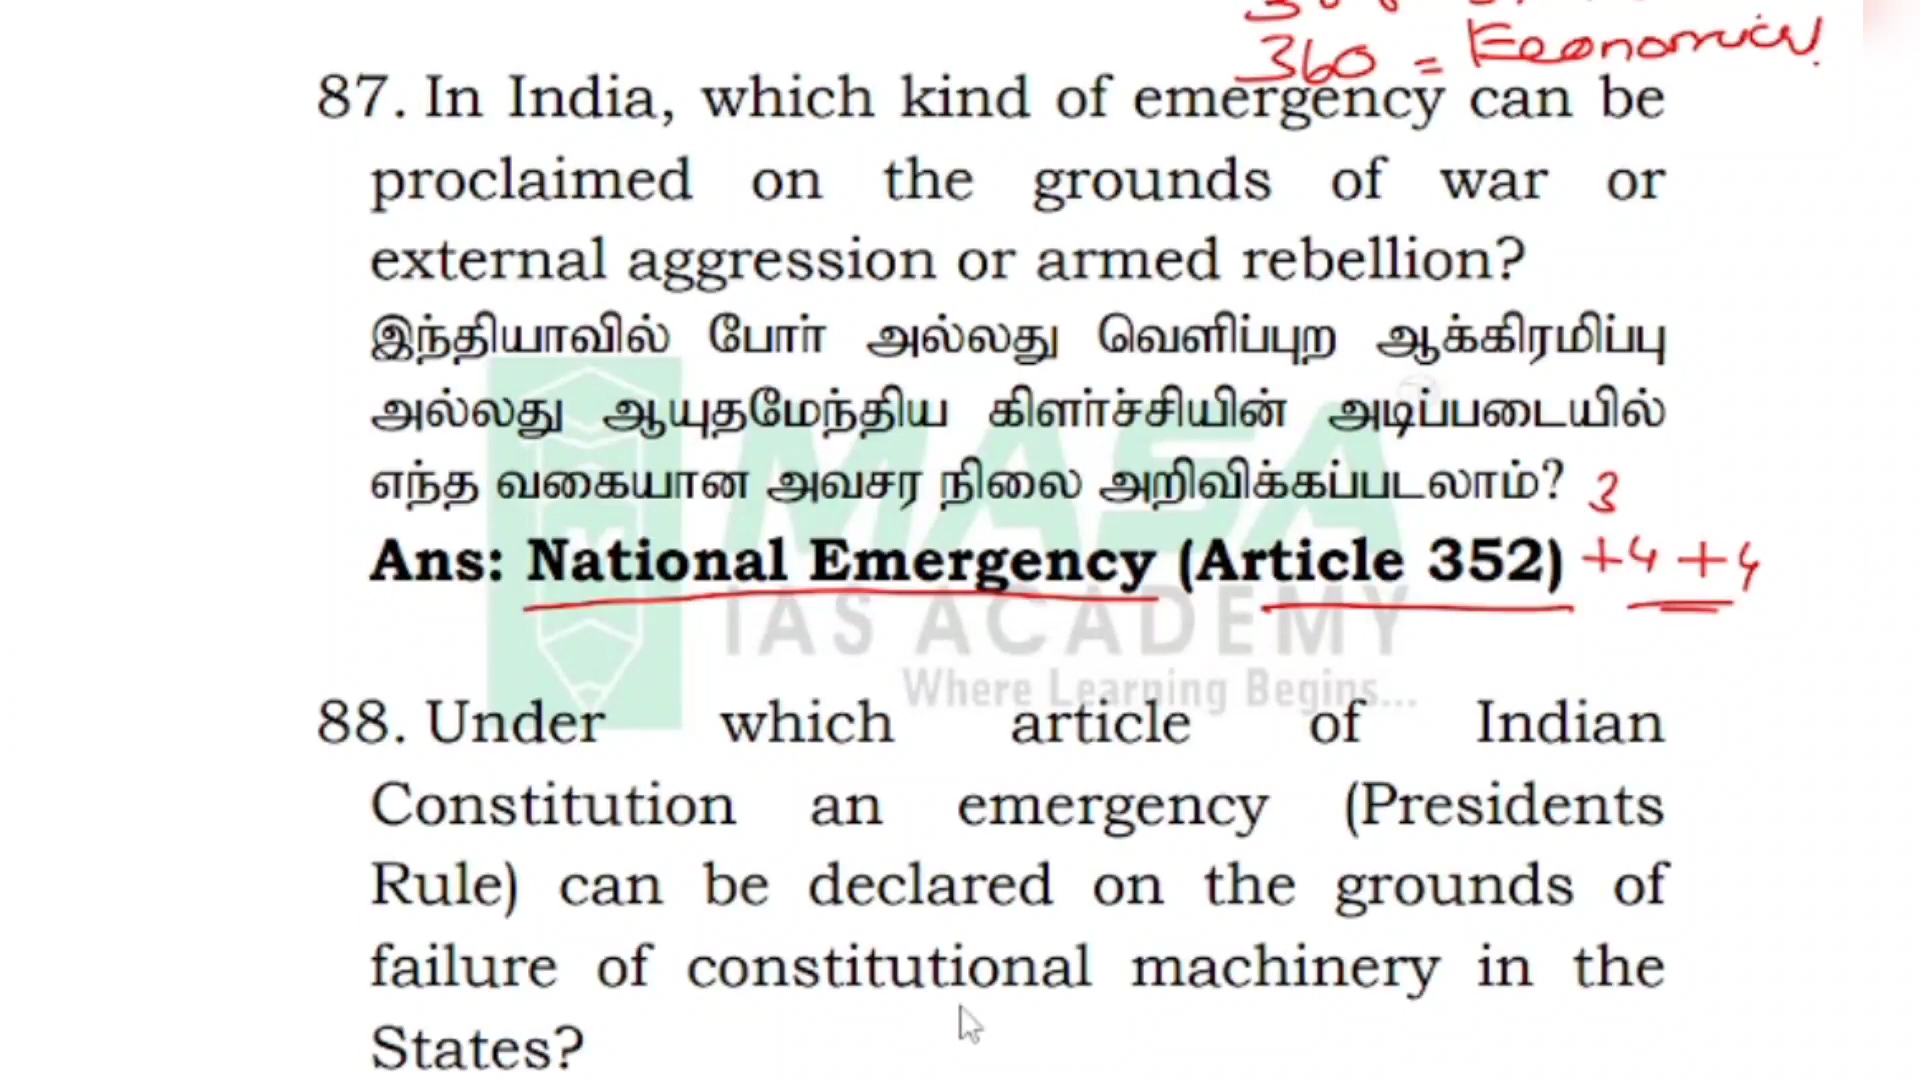 360 = Economical
87. In India, which kind of emergency can be
proclaimed on the grounds of war or
external aggression or armed rebellion?
இந்தியாவில் போர் அல்லது வெளிப்புற ஆக்கிரமிப்பு
அல்லது ஆயுதமேந்திய கிளர்ச்சியின் அடிப்படையில்
எந்த வகையான அவசர நிலை அறிவிக்கப்படலாம்? 3
Ans: National Emergency (Article 352) +4 +4
MASA
IAS ACADEMY
Where Learning Begins...
88. Under which article of Indian
Constitution an emergency (Presidents
Rule) can be declared on the grounds of
failure of constitutional machinery in the
States?